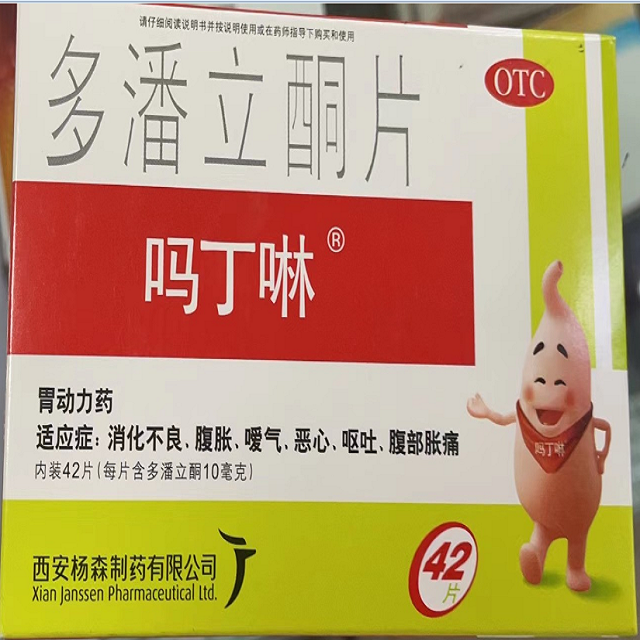 请仔细阅读说明书并按说明使用或在药师指导下购买和使用
多潘立酮片
OTC
吗丁啉®
胃动力药
适应症：消化不良、腹胀、嗳气、恶心、呕吐、腹部胀痛
内装42片(每片含多潘立酮10毫克)
吗丁啉
西安杨森制药有限公司
Xian Janssen Pharmaceutical Ltd.
42片